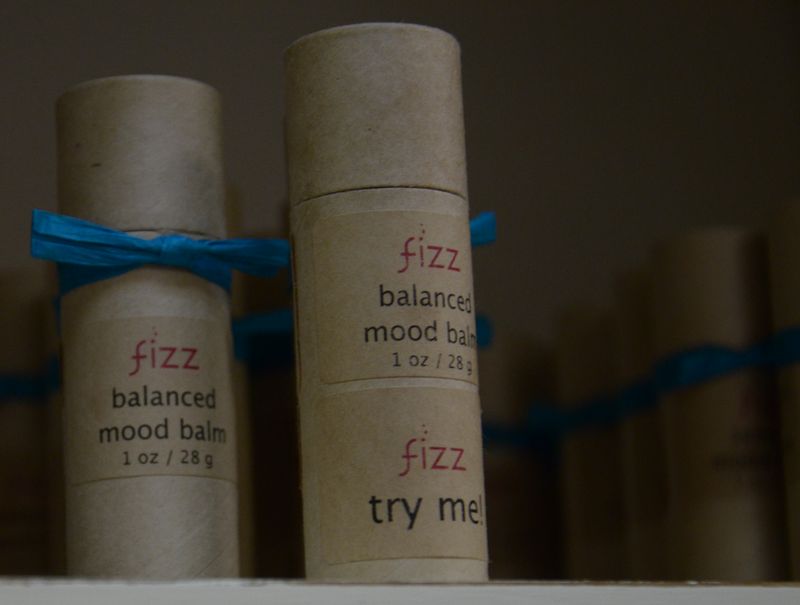 fizz
balanced
mood balm
1 oz / 28 g
fizz
balanced
mood balm
1 oz / 28 g
fizz
try me!